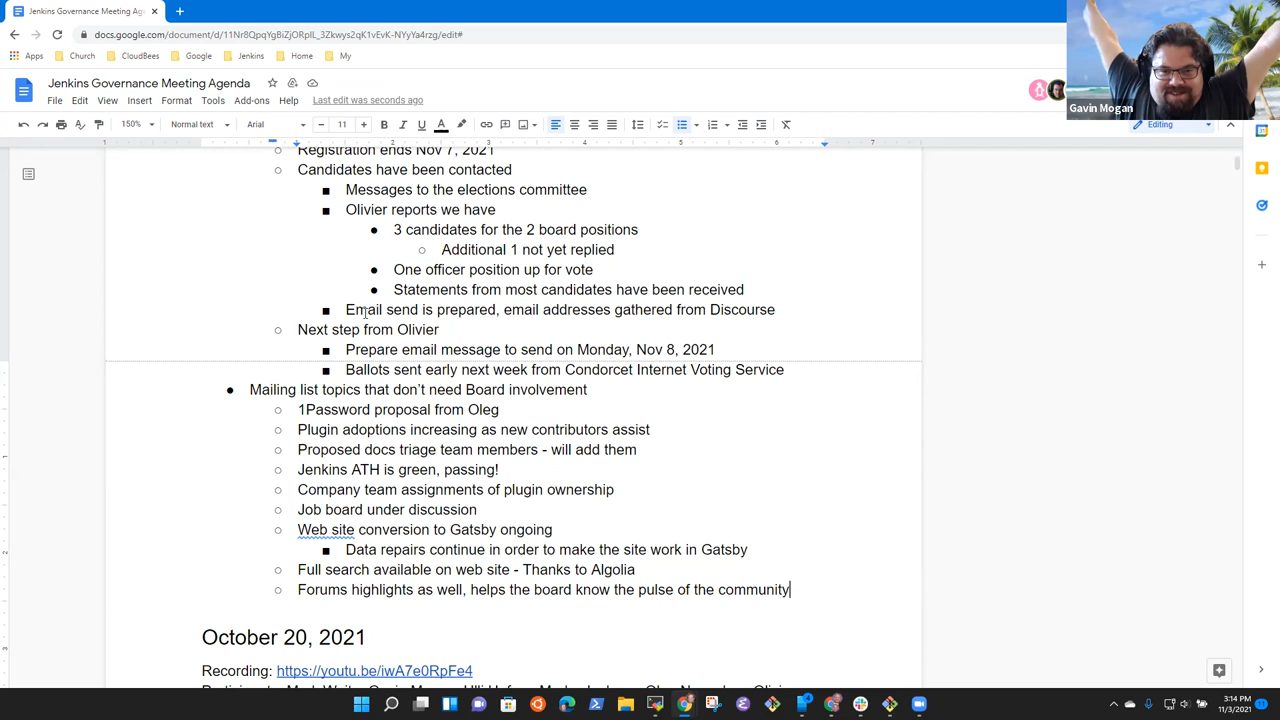 Jenkins Governance Meeting Ag
docs.google.com/document/d/11Nr8QpqYgBiZjORpIL_3Zkwys2qK1vEvK-NYyYa4rzg/edit#
Apps
Church
CloudBees
Google
Jenkins
Home
My
Jenkins Governance Meeting Agenda
File Edit View Insert Format Tools Add-ons Help Last edit was seconds ago
150% Normal text Arial 11 Editing
Gavin Mogan
1 1 2 3 4 5 6 7
Registration ends Nov 7, 2021
Candidates have been contacted
Messages to the elections committee
Olivier reports we have
3 candidates for the 2 board positions
Additional 1 not yet replied
One officer position up for vote
Statements from most candidates have been received
Email send is prepared, email addresses gathered from Discourse
Next step from Olivier
Prepare email message to send on Monday, Nov 8, 2021
Ballots sent early next week from Condorcet Internet Voting Service
Mailing list topics that don’t need Board involvement
1Password proposal from Oleg
Plugin adoptions increasing as new contributors assist
Proposed docs triage team members - will add them
Jenkins ATH is green, passing!
Company team assignments of plugin ownership
Job board under discussion
Web site conversion to Gatsby ongoing
Data repairs continue in order to make the site work in Gatsby
Full search available on web site - Thanks to Algolia
Forums highlights as well, helps the board know the pulse of the community
October 20, 2021
Recording: https://youtu.be/iwA7e0RpFe4
3:14 PM
11/3/2021